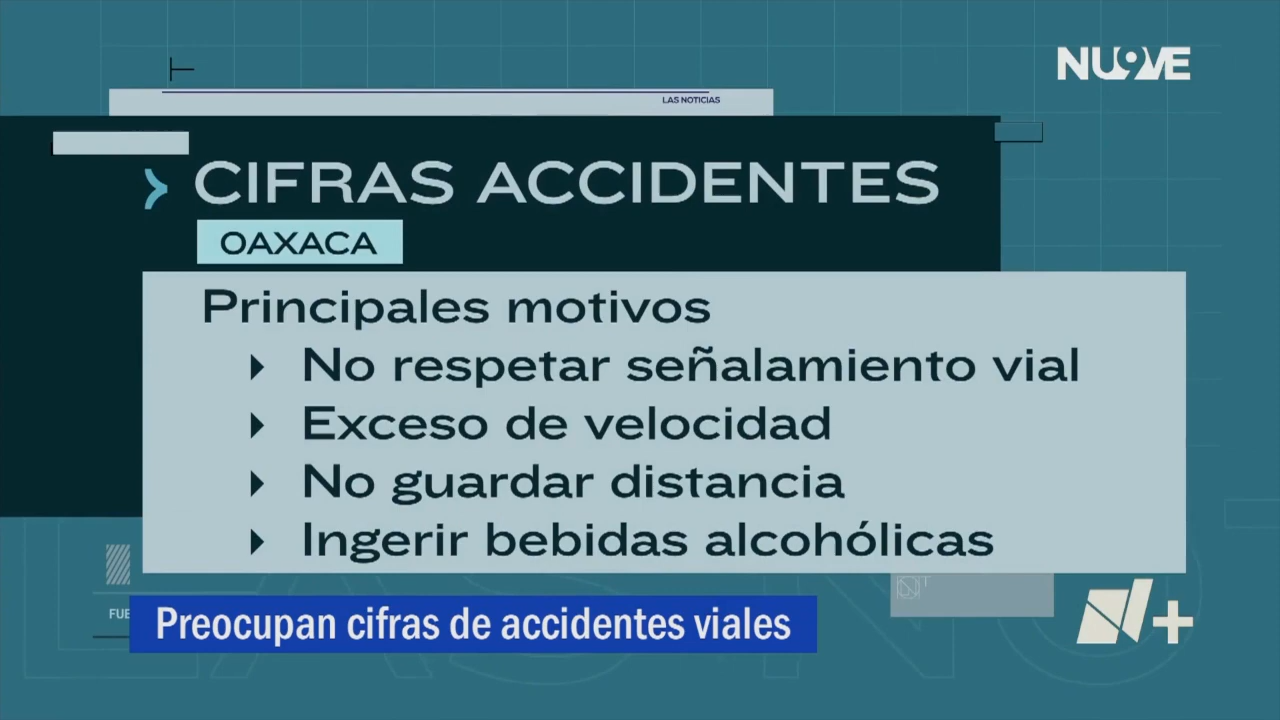 NU9VE
LAS NOTICIAS
CIFRAS ACCIDENTES
OAXACA
Principales motivos
No respetar señalamiento vial
Exceso de velocidad
No guardar distancia
Ingerir bebidas alcohólicas
Preocupan cifras de accidentes viales
N+